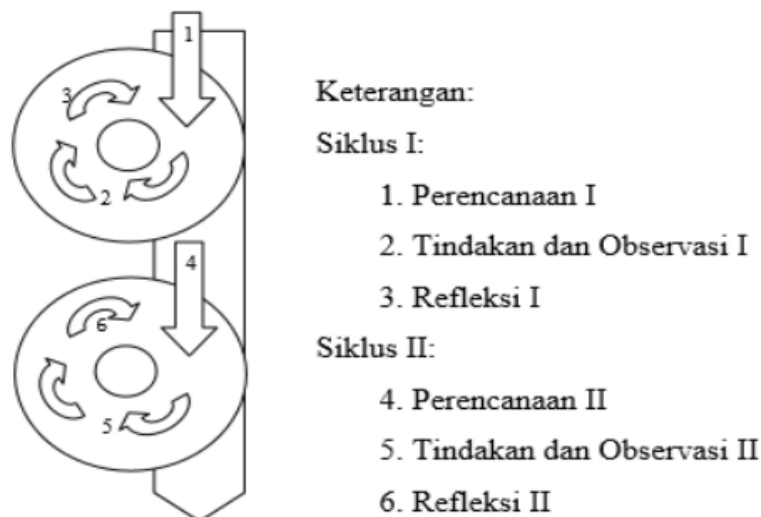 1
3
2
4
6
5
Keterangan:
Siklus I:
1. Perencanaan I
2. Tindakan dan Observasi I
3. Refleksi I
Siklus II:
4. Perencanaan II
5. Tindakan dan Observasi II
6. Refleksi II